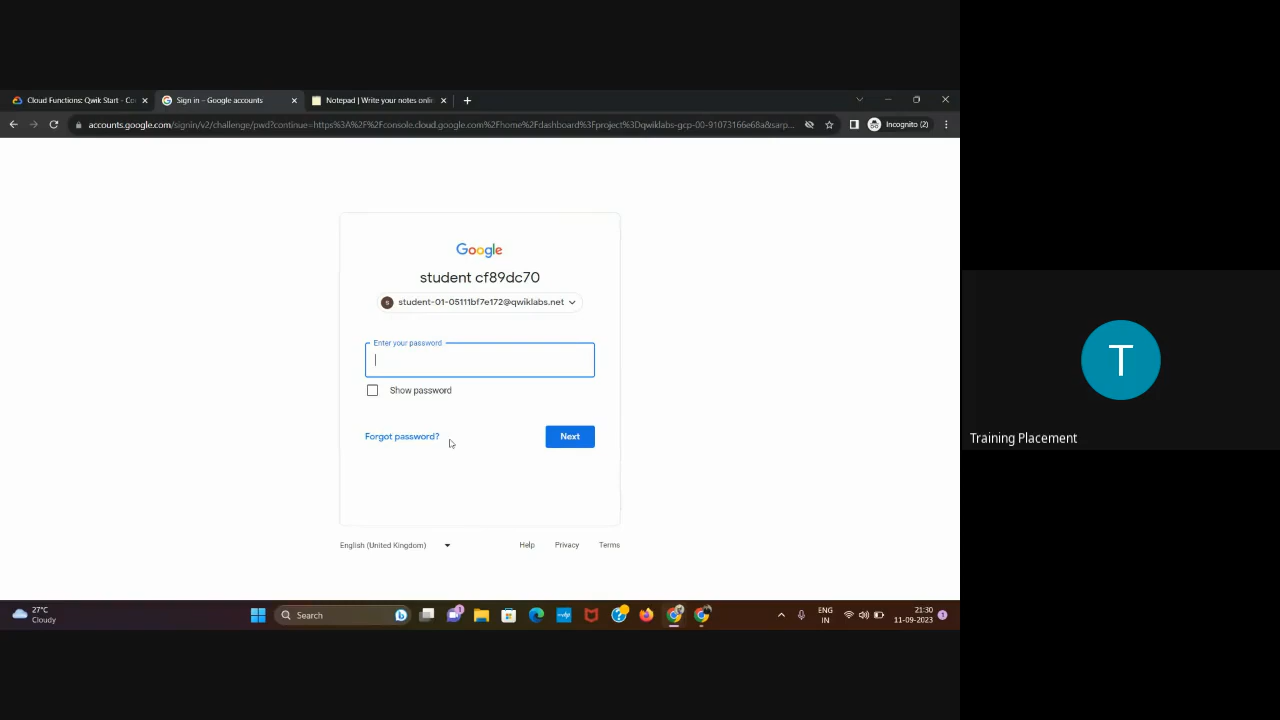 Cloud Functions: Qwik Start - Co
Sign in – Google accounts
Notepad | Write your notes onli
accounts.google.com/signin/v2/challenge/pwd?continue=https%3A%2F%2Fconsole.cloud.google.com%2Fhome%2Fdashboard%3Fproject%3Dqwiklabs-gcp-00-91073166e68a&sarp...
Incognito (2)
Google
student cf89dc70
s
student-01-05111bf7e172@qwiklabs.net
Enter your password
Show password
Forgot password?
Next
English (United Kingdom)
Help
Privacy
Terms
T
Training Placement
27°C
Cloudy
Search
ENG
IN
21:30
11-09-2023
1